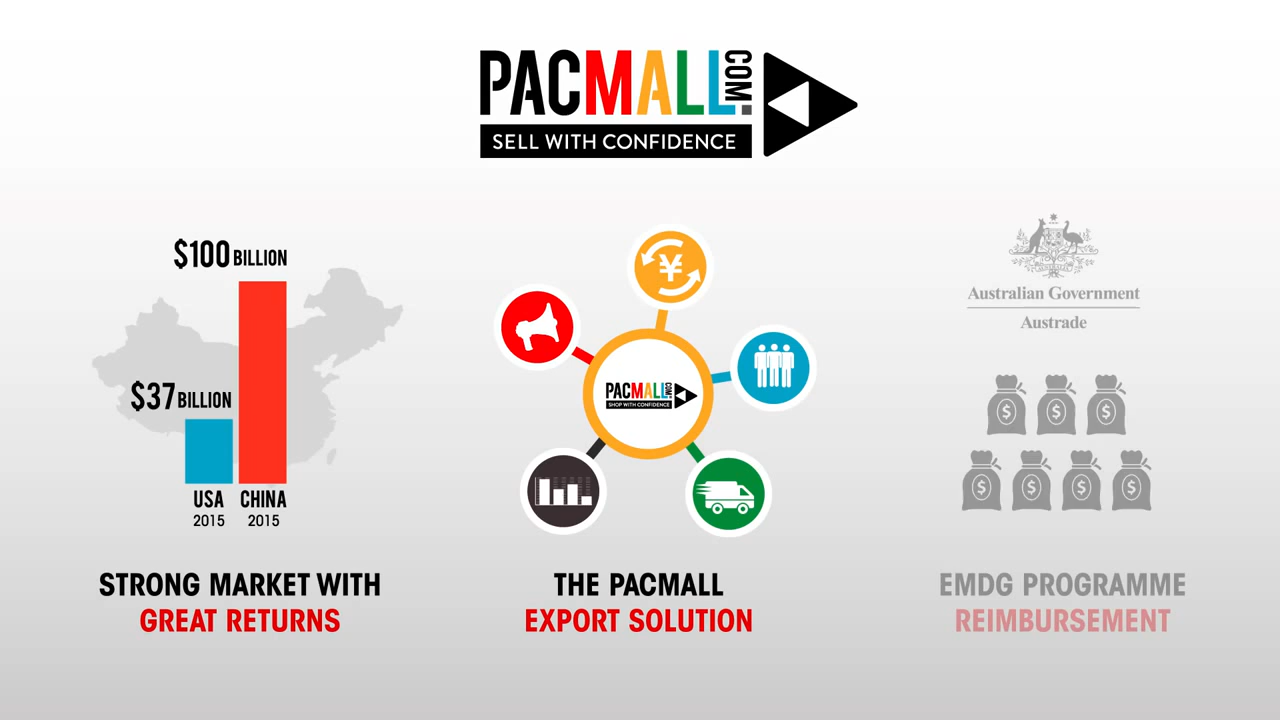 PACMALL.COM
SELL WITH CONFIDENCE
$100 BILLION
$37 BILLION
USA
2015
CHINA
2015
STRONG MARKET WITH
GREAT RETURNS
¥
PACMALL.COM
SHOP WITH CONFIDENCE
THE PACMALL
EXPORT SOLUTION
Australian Government
Austrade
$ $ $
$ $ $ $
EMDG PROGRAMME
REIMBURSEMENT